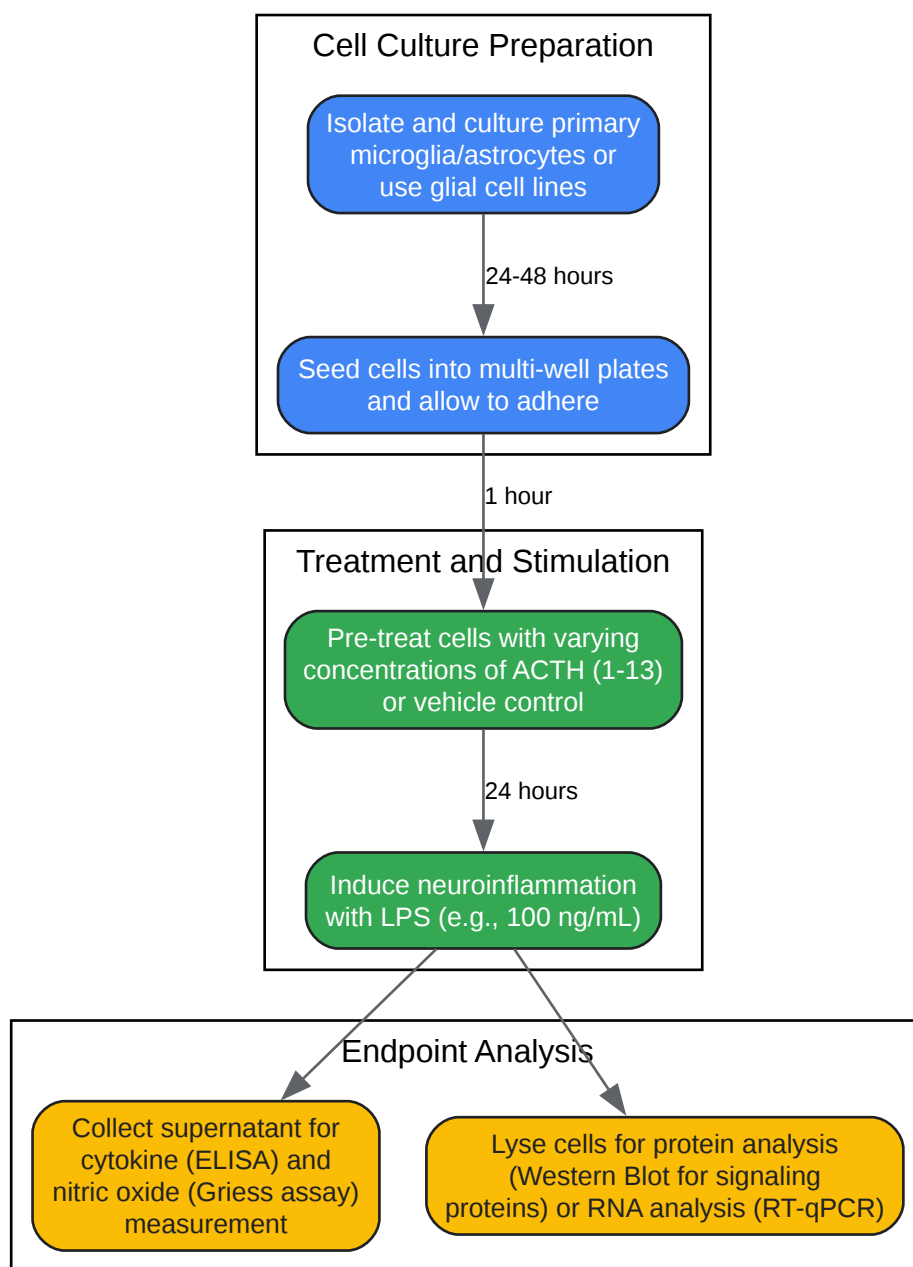 Cell Culture Preparation
Isolate and culture primary
microglia/astrocytes or
use glial cell lines
24-48 hours
Seed cells into multi-well plates
and allow to adhere
1 hour
Treatment and Stimulation
Pre-treat cells with varying
concentrations of ACTH (1-13)
or vehicle control
24 hours
Induce neuroinflammation
with LPS (e.g., 100 ng/mL)
Endpoint Analysis
Collect supernatant for
cytokine (ELISA) and
nitric oxide (Griess assay)
measurement
Lyse cells for protein analysis
(Western Blot for signaling
proteins) or RNA analysis (RT-qPCR)